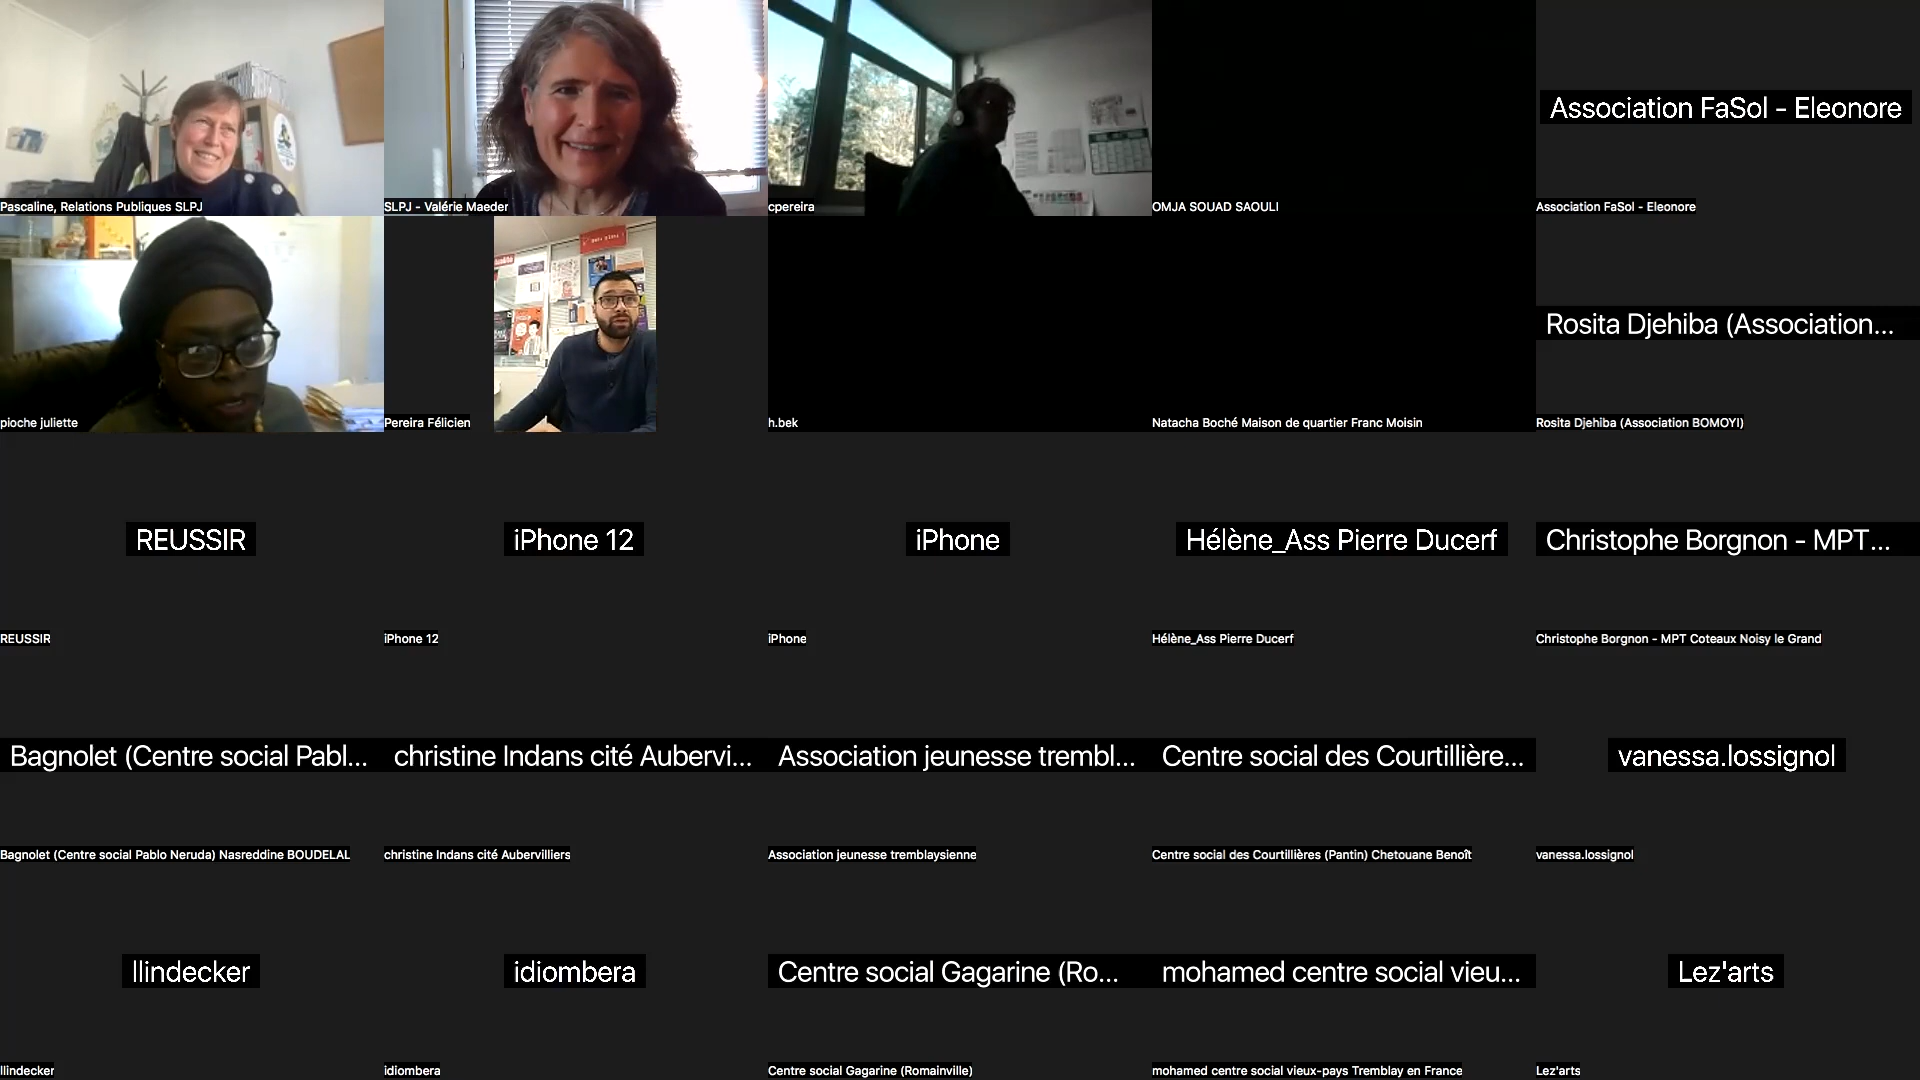 Pascaline, Relations Publiques SLPJ
SLPJ - Valérie Maeder
cpereira
OMJA SOUAD SAOULI
Association FaSol - Eleonore
Association FaSol - Eleonore
pioche juliette
Pereira Félicien
h.bek
Natacha Boché Maison de quartier Franc Moisin
Rosita Djehiba (Association...
Rosita Djehiba (Association BOMOYI)
REUSSIR
iPhone 12
iPhone
Hélène_Ass Pierre Ducerf
Christophe Borgnon - MPT...
REUSSIR
iPhone 12
iPhone
Hélène_Ass Pierre Ducerf
Christophe Borgnon - MPT Coteaux Noisy le Grand
Bagnolet (Centre social Pabl...
christine Indans cité Aubervi...
Association jeunesse trembl...
Centre social des Courtillière...
vanessa.lossignol
Bagnolet (Centre social Pablo Neruda) Nasreddine BOUDELAL
christine Indans cité Aubervilliers
Association jeunesse tremblaysienne
Centre social des Courtillières (Pantin) Chetouane Benoît
vanessa.lossignol
llindecker
idiombera
Centre social Gagarine (Ro...
mohamed centre social vieu...
Lez'arts
llindecker
idiombera
Centre social Gagarine (Romainville)
mohamed centre social vieux-pays Tremblay en France
Lez'arts